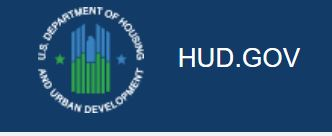 U.S. DEPARTMENT OF HOUSING
AND URBAN DEVELOPMENT
HUD.GOV